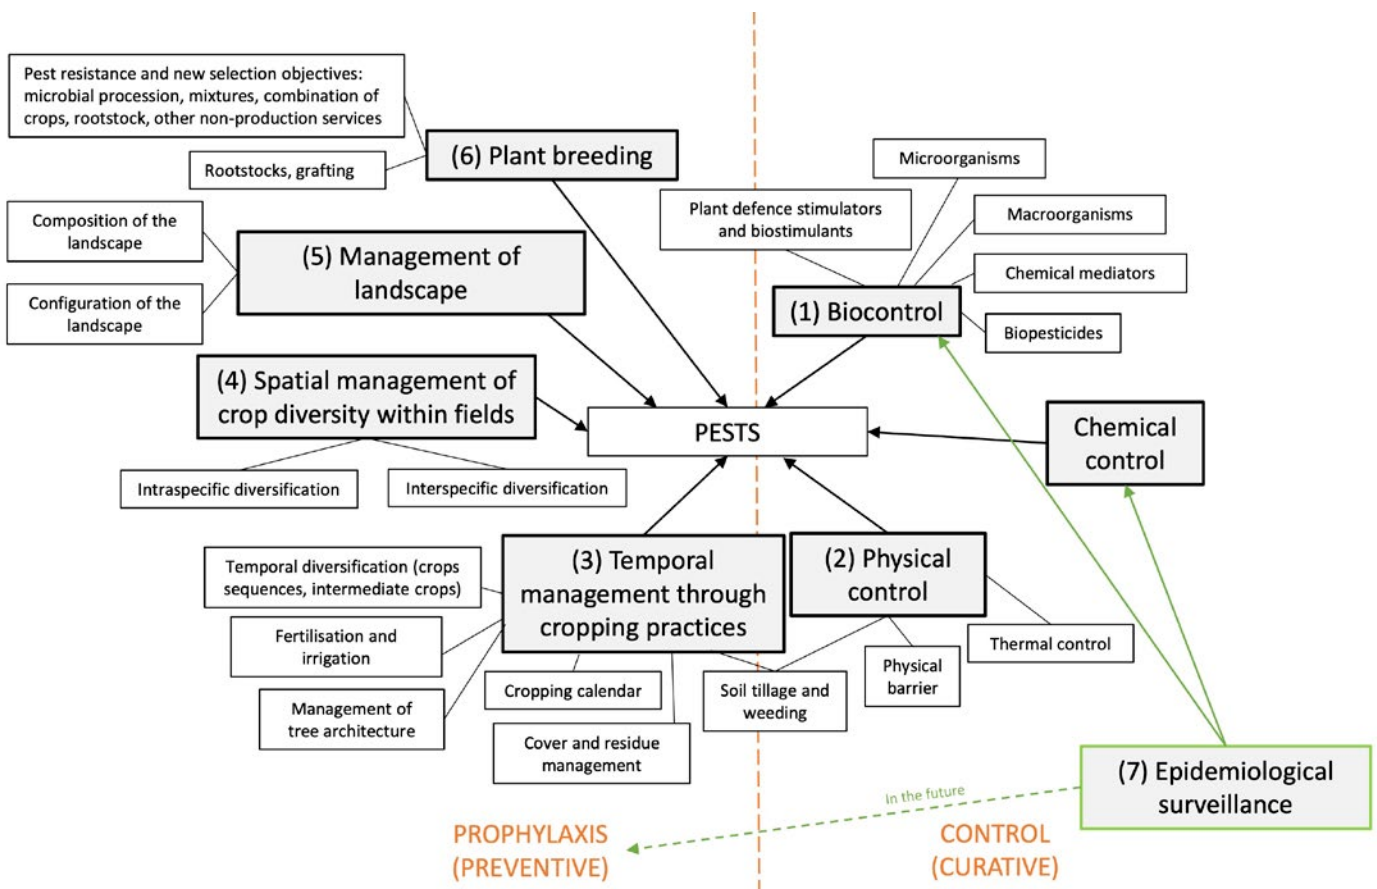 Pest resistance and new selection objectives:
microbial procession, mixtures, combination of
crops, rootstock, other non-production services
(6) Plant breeding
Rootstocks, grafting
Microorganisms
Plant defence stimulators
and biostimulants
Macroorganisms
Chemical mediators
Composition of the
landscape
(5) Management of
landscape
Configuration of the
landscape
(1) Biocontrol
Biopesticides
(4) Spatial management of
crop diversity within fields
PESTS
Chemical
control
Intraspecific diversification
Interspecific diversification
(3) Temporal
management through
cropping practices
(2) Physical
control
Temporal diversification (crops
sequences, intermediate crops)
Fertilisation and
irrigation
Management of
tree architecture
Cropping calendar
Cover and residue
management
Soil tillage and
weeding
Physical
barrier
Thermal control
(7) Epidemiological
surveillance
In the future
PROPHYLAXIS
(PREVENTIVE)
CONTROL
(CURATIVE)